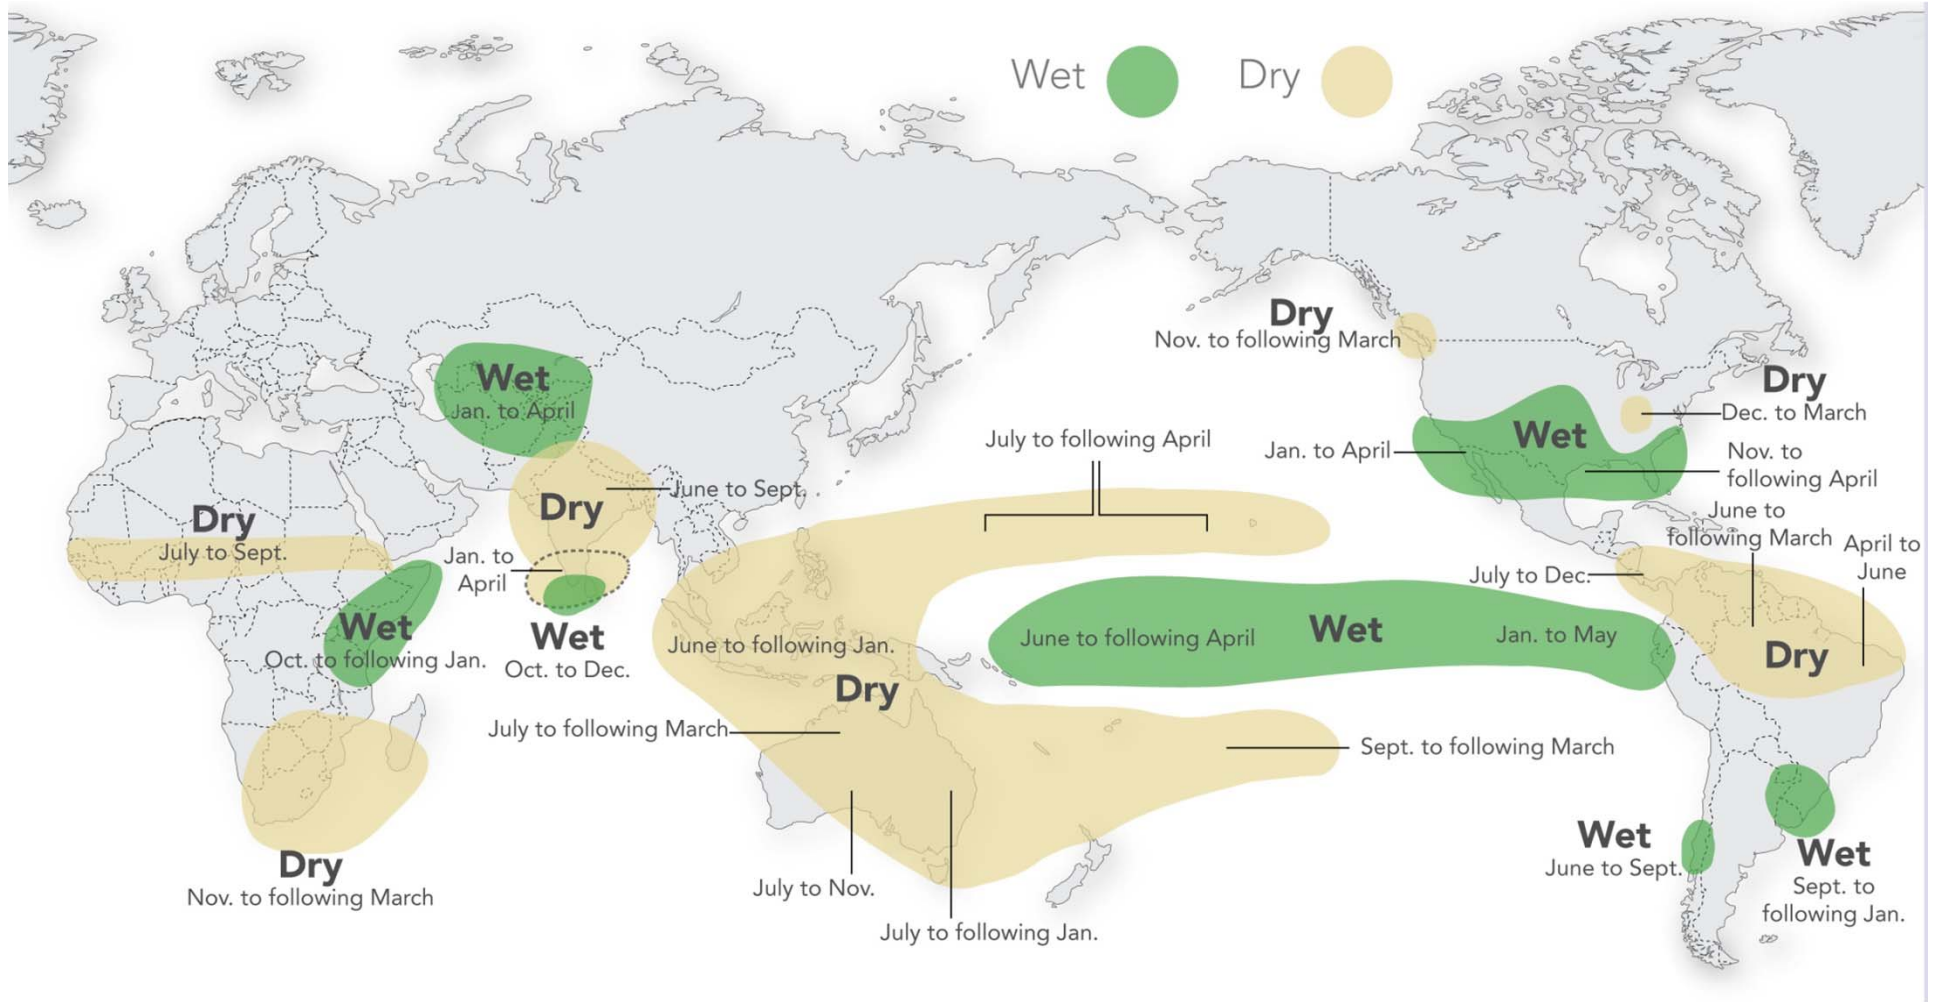 Wet
Dry
Dry
Nov. to following March
Wet
Jan. to April
Dry
Dec. to March
July to following April
Jan. to April
Wet
Nov. to
following April
June to Sept.
Dry
Dry
July to Sept.
June to
following March
April to
June
Jan. to
April
July to Dec.
Wet
Oct. to following Jan.
Wet
Oct. to Dec.
June to following Jan.
Dry
June to following April
Wet
Jan. to May
Dry
July to following March
Sept. to following March
Dry
Nov. to following March
July to Nov.
July to following Jan.
Wet
June to Sept.
Wet
Sept. to
following Jan.